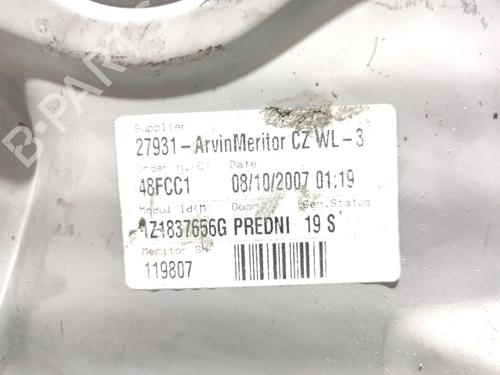 B-PARTS
Supplier
27931-ArvinMeritor CZ WL-3
Order n.(C) Date
48FCC1 08/10/2007 01:19
Modul Id(M) Door Gen.Status
1Z1837656G PREDNI 19 S
Meritor SN
119807